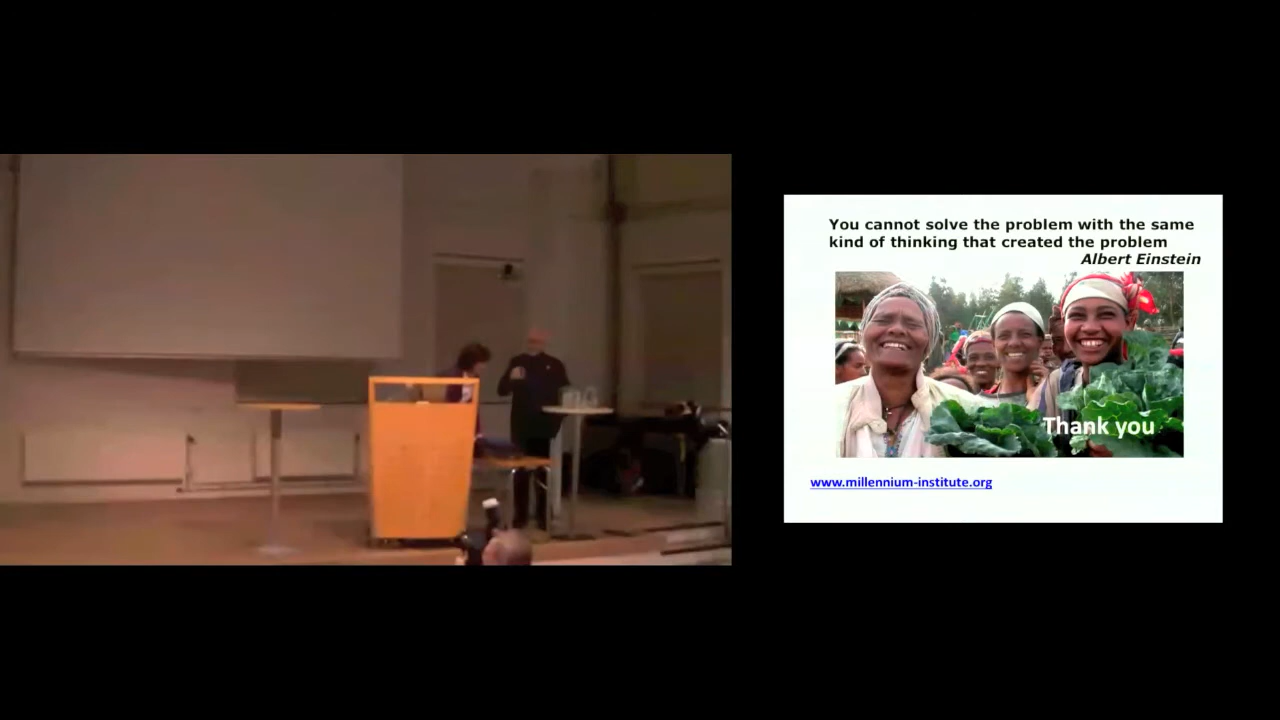 You cannot solve the problem with the same
kind of thinking that created the problem
Albert Einstein
Thank you
www.millennium-institute.org